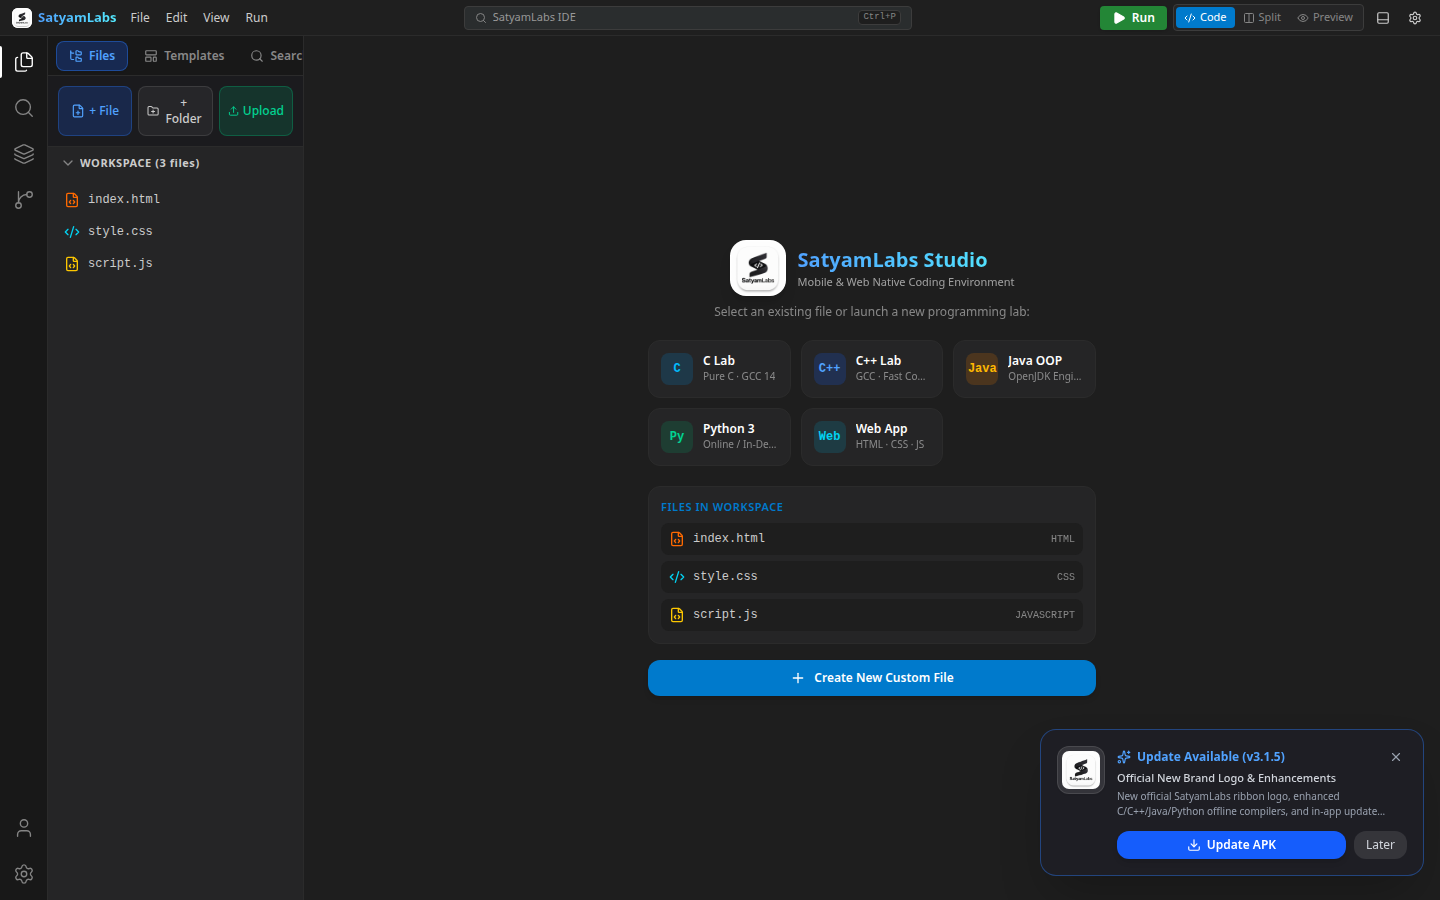 SatyamLabs File Edit View Run
SatyamLabs IDE Ctrl+P
Run Code Split Preview
Files Templates Searc
+ File
+ Folder
Upload
WORKSPACE (3 files)
index.html
style.css
script.js
SatyamLabs
SatyamLabs Studio
Mobile & Web Native Coding Environment
Select an existing file or launch a new programming lab:
C
C Lab
Pure C · GCC 14
C++
C++ Lab
GCC · Fast Co...
Java
Java OOP
OpenJDK Engi...
Py
Python 3
Online / In-De...
Web
Web App
HTML · CSS · JS
FILES IN WORKSPACE
index.html HTML
style.css CSS
script.js JAVASCRIPT
Create New Custom File
SatyamLabs
Update Available (v3.1.5)
Official New Brand Logo & Enhancements
New official SatyamLabs ribbon logo, enhanced
C/C++/Java/Python offline compilers, and in-app update...
Update APK
Later